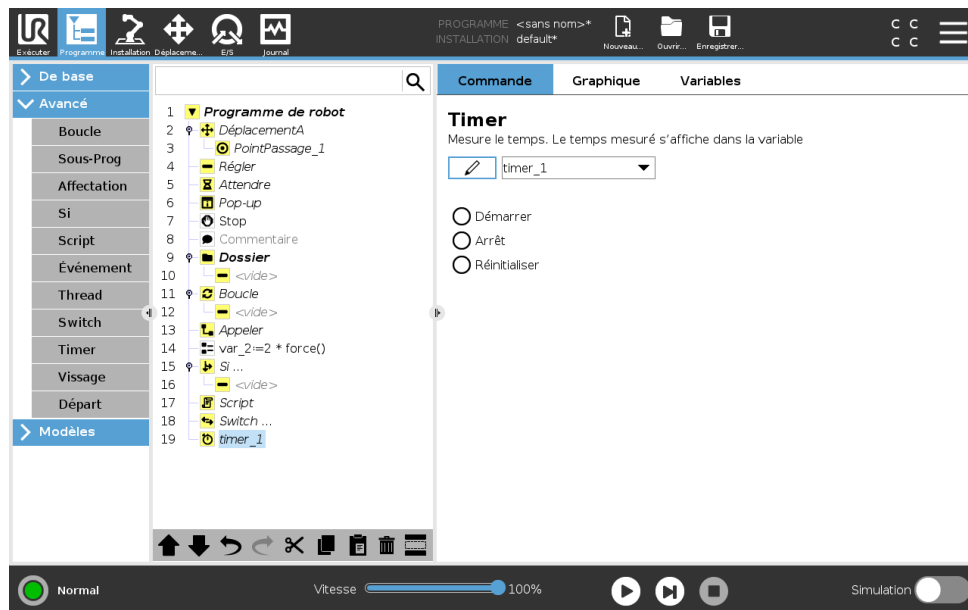 PROGRAMME <sans nom>*
INSTALLATION default*
UR
Exécuter
Programme
Installation
Déplaceme...
E/S
Journal
Nouveau...
Ouvrir...
Enregistrer...
C C
C C
De base
Avancé
Boucle
Sous-Prog
Affectation
Si
Script
Événement
Thread
Switch
Timer
Vissage
Départ
Modèles
1 Programme de robot
2 DéplacementA
3 PointPassage_1
4 Régler
5 Attendre
6 Pop-up
7 Stop
8 Commentaire
9 Dossier
10 <vide>
11 Boucle
12 <vide>
13 Appeler
14 var_2:=2 * force()
15 Si ...
16 <vide>
17 Script
18 Switch ...
19 timer_1
Commande Graphique Variables
Timer
Mesure le temps. Le temps mesuré s’affiche dans la variable
timer_1
Démarrer
Arrêt
Réinitialiser
Normal
Vitesse 100%
Simulation